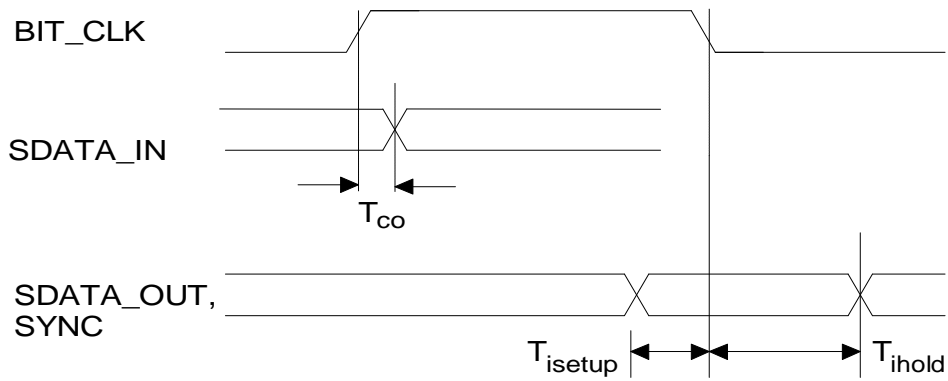 BIT_CLK
SDATA_IN
Tco
SDATA_OUT,
SYNC
Tisetup
Tihold